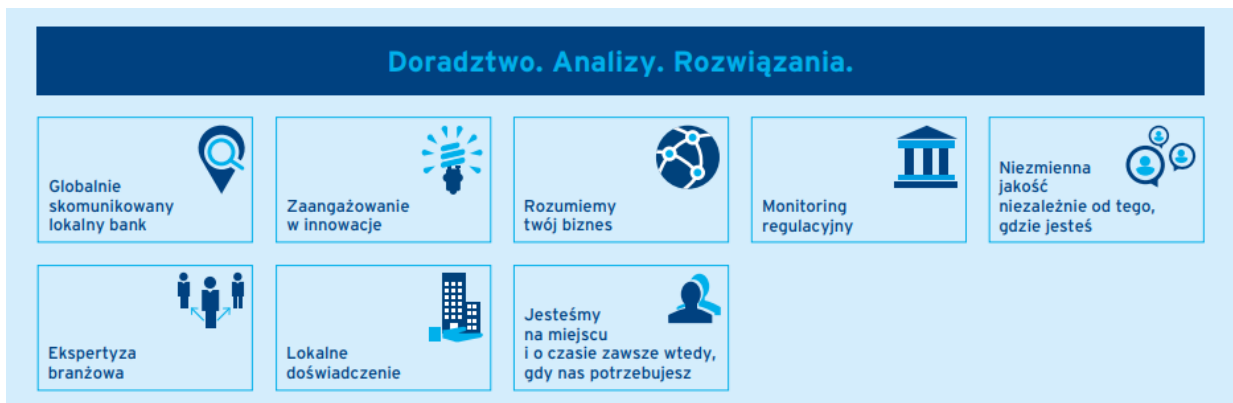 Doradztwo. Analizy. Rozwiązania.
Globalnie
skomunikowany
lokalny bank
Zaangażowanie
w innowacje
Rozumiemy
twój biznes
Monitoring
regulacyjny
Niezmienna
jakość
niezależnie od tego,
gdzie jesteś
Ekspertyza
branżowa
Lokalne
doświadczenie
Jesteśmy
na miejscu
i o czasie zawsze wtedy,
gdy nas potrzebujesz